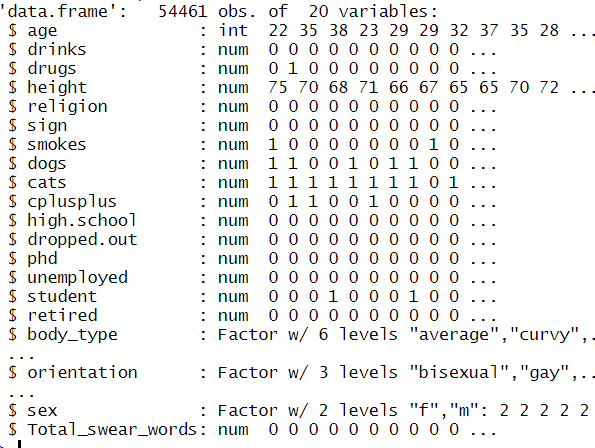 'data.frame':   54461 obs. of  20 variables:
 $ age             : int  22 35 38 23 29 29 32 37 35 28 ...
 $ drinks          : num  0 0 0 0 0 0 0 0 0 0 ...
 $ drugs           : num  0 1 0 0 0 0 0 0 0 0 ...
 $ height          : num  75 70 68 71 66 67 65 65 70 72 ...
 $ religion        : num  0 0 0 0 0 0 0 0 0 0 ...
 $ sign            : num  0 0 0 0 0 0 0 0 0 0 ...
 $ smokes          : num  1 0 0 0 0 0 0 0 1 0 ...
 $ dogs            : num  1 1 0 0 1 0 1 1 0 0 ...
 $ cats            : num  1 1 1 1 1 1 1 1 0 1 ...
 $ cplusplus       : num  0 1 1 0 0 1 0 0 0 0 ...
 $ high.school     : num  0 0 0 0 0 0 0 0 0 0 ...
 $ dropped.out     : num  0 0 0 0 0 0 0 0 0 0 ...
 $ phd             : num  0 0 0 0 0 0 0 0 0 0 ...
 $ unemployed      : num  0 0 0 0 0 0 0 0 0 0 ...
 $ student         : num  0 0 0 1 0 0 0 1 0 0 ...
 $ retired         : num  0 0 0 0 0 0 0 0 0 0 ...
 $ body_type       : Factor w/ 6 levels "average","curvy",..
...
 $ orientation     : Factor w/ 3 levels "bisexual","gay",..
...
 $ sex             : Factor w/ 2 levels "f","m": 2 2 2 2 2
 $ Total_swear_words: num  0 0 0 0 0 0 0 0 0 0 ...